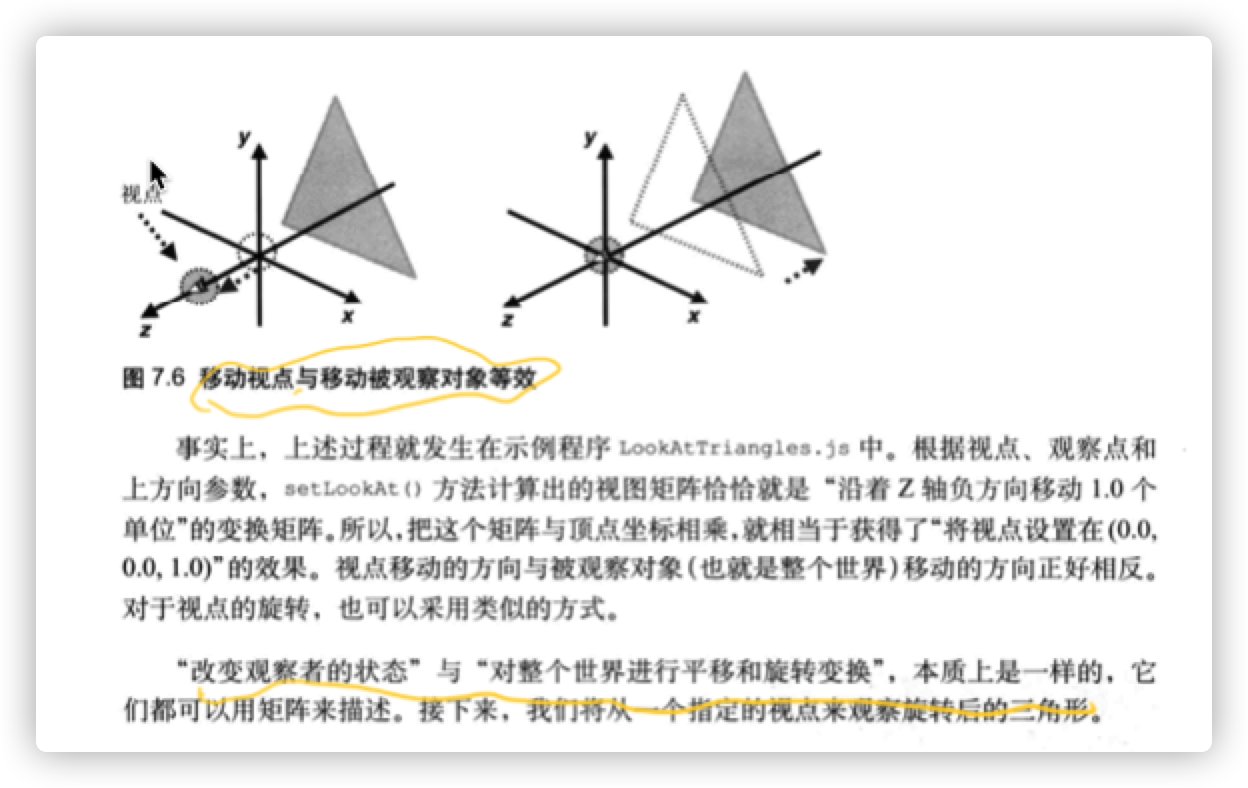 y
y
视点
z
x
z
x
图 7.6 移动视点与移动被观察对象等效
事实上，上述过程就发生在示例程序 LookAtTriangles.js 中。根据视点、观察点和
上方向参数，setLookAt() 方法计算出的视图矩阵恰恰就是“沿着 Z 轴负方向移动 1.0 个
单位”的变换矩阵。所以，把这个矩阵与顶点坐标相乘，就相当于获得了“将视点设置在(0.0,
0.0, 1.0)”的效果。视点移动的方向与被观察对象（也就是整个世界）移动的方向正好相反。
对于视点的旋转，也可以采用类似的方式。
“改变观察者的状态”与“对整个世界进行平移和旋转变换”，本质上是一样的，它
们都可以用矩阵来描述。接下来，我们将从一个指定的视点来观察旋转后的三角形。